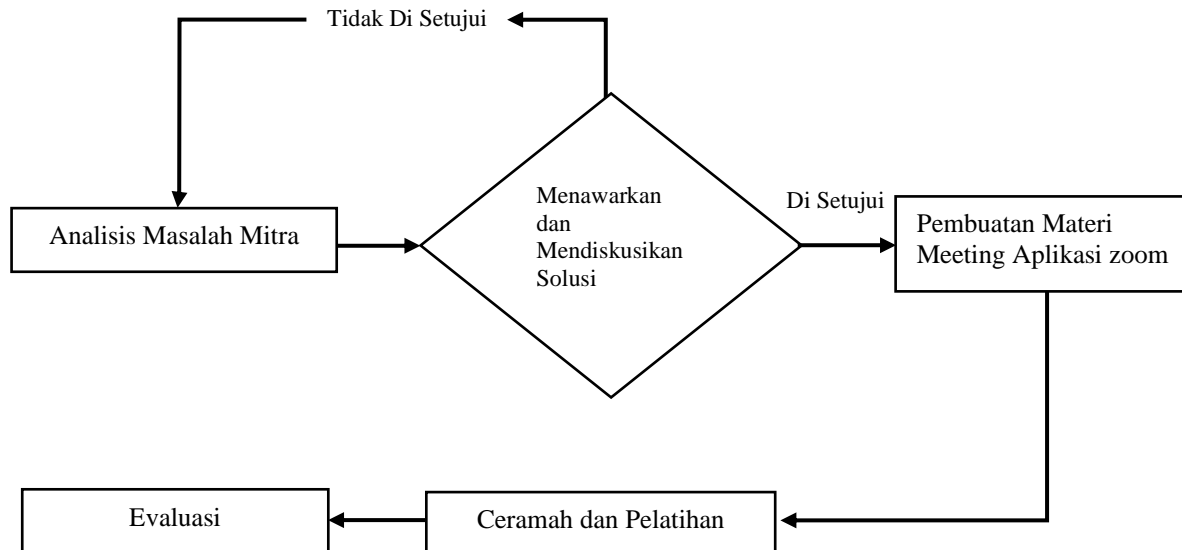 Tidak Di Setujui
Analisis Masalah Mitra
Menawarkan
dan
Mendiskusikan
Solusi
Di Setujui
Pembuatan Materi
Meeting Aplikasi zoom
Ceramah dan Pelatihan
Evaluasi